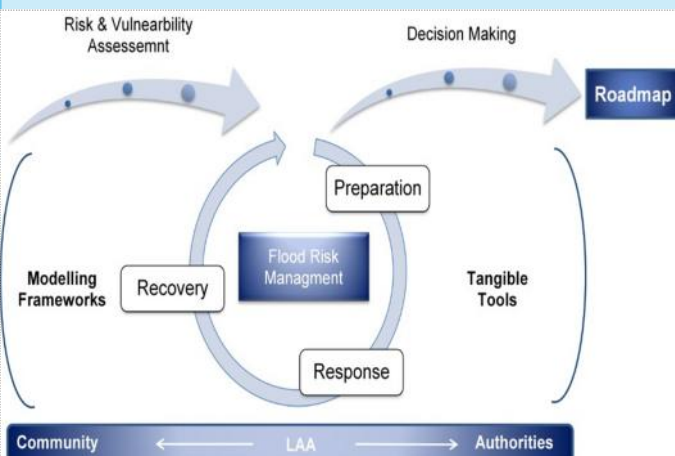 Risk & Vulnearbility
Assessemnt
Decision Making
Roadmap
Preparation
Flood Risk
Managment
Modelling
Frameworks
Recovery
Tangible
Tools
Response
Community
LAA
Authorities